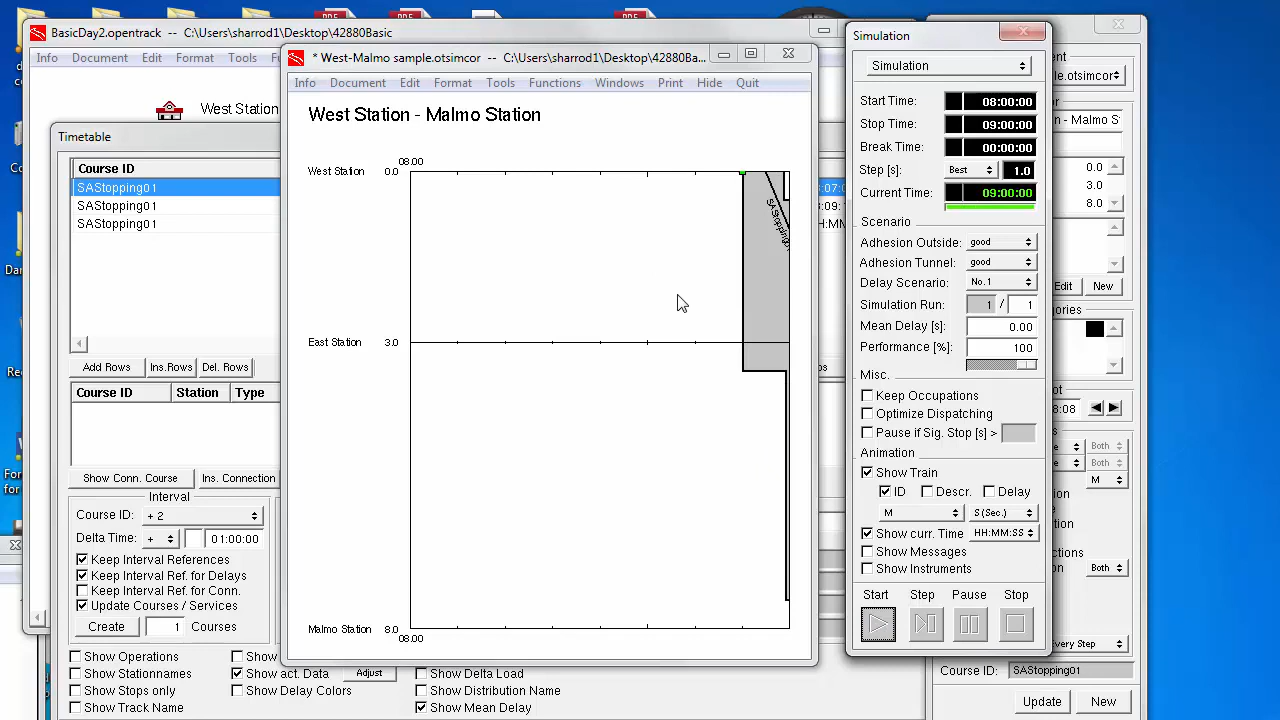 BasicDay2.opentrack -- C:\Users\sharrod1\Desktop\42880Basic
Info Document Edit Format Tools
West Station
Timetable
Course ID
SAStopping01
SAStopping01
SAStopping01
Add Rows Ins.Rows Del. Rows
Course ID Station Type
Show Conn. Course Ins. Connection
Interval
Course ID: + 2
Delta Time: + 01:00:00
Keep Interval References
Keep Interval Ref. for Delays
Keep Interval Ref. for Conn.
Update Courses / Services
Create 1 Courses
Show Operations
Show Stationnames
Show Stops only
Show Track Name
Show
Show act. Data Adjust
Show Delay Colors
Show Delta Load
Show Distribution Name
Show Mean Delay
* West-Malmo sample.otsimcor -- C:\Users\sharrod1\Desktop\42880Ba...
Info Document Edit Format Tools Functions Windows Print Hide Quit
West Station - Malmo Station
08.00
West Station 0.0
SAStopping01
East Station 3.0
Malmo Station 8.0
08.00
Simulation
Simulation
Start Time: 08:00:00
Stop Time: 09:00:00
Break Time: 00:00:00
Step [s]: Best 1.0
Current Time: 09:00:00
Scenario
Adhesion Outside: good
Adhesion Tunnel: good
Delay Scenario: No.1
Simulation Run: 1 / 1
Mean Delay [s]: 0.00
Performance [%]: 100
Misc.
Keep Occupations
Optimize Dispatching
Pause if Sig. Stop [s] >
Animation
Show Train
ID Descr. Delay
M S (Sec.)
Show curr. Time HH:MM:SS
Show Messages
Show Instruments
Start Step Pause Stop
0.0
3.0
8.0
Edit New
8:08
Both
Both
M
Both
Every Step
Course ID: SAStopping01
Update New